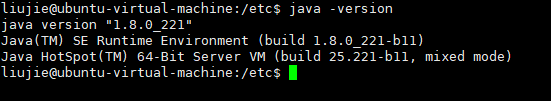 liujie@ubuntu-virtual-machine:/etc$ java -version
java version "1.8.0_221"
Java(TM) SE Runtime Environment (build 1.8.0_221-b11)
Java HotSpot(TM) 64-Bit Server VM (build 25.221-b11, mixed mode)
liujie@ubuntu-virtual-machine:/etc$